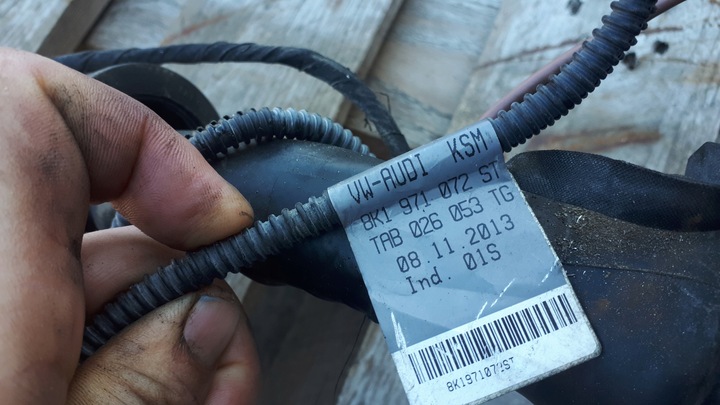 VW-AUDI KSM
8K1 971 072 ST
TAB 026 053 TG
08.11.2013
Ind. 01S
8K1971072ST